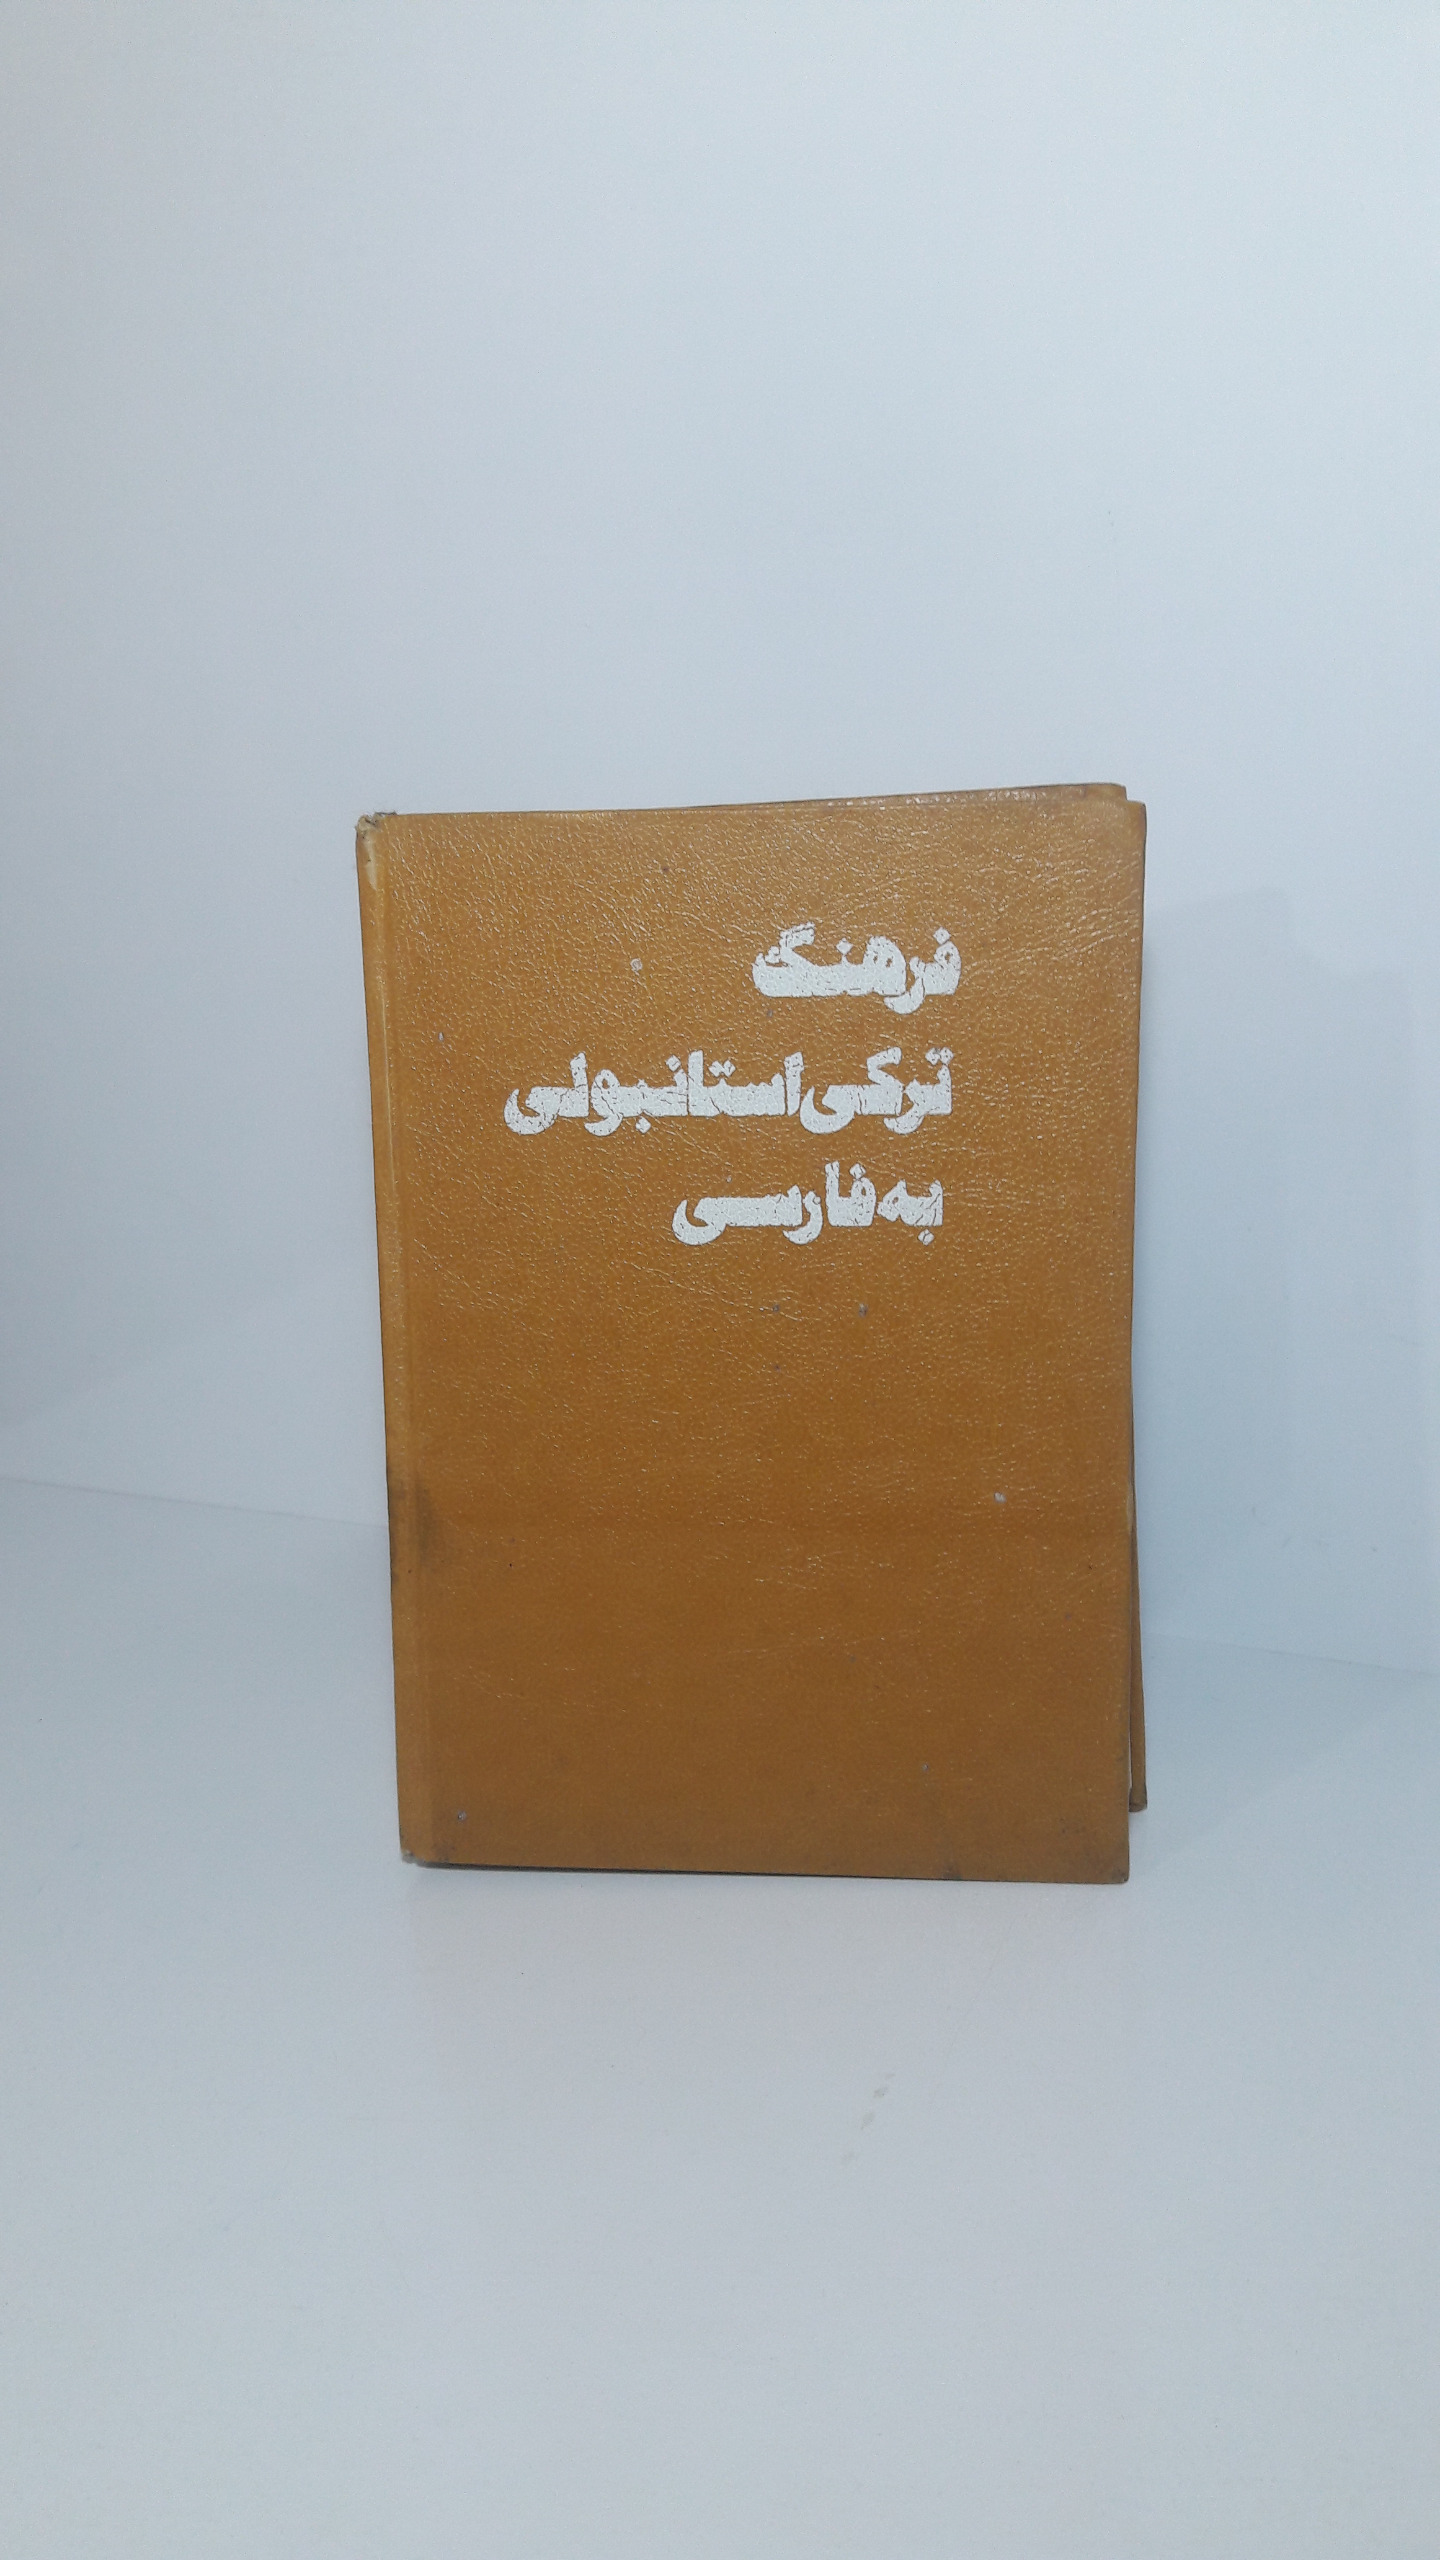 فرهنگ
ترکی استانبولی
به فارسی